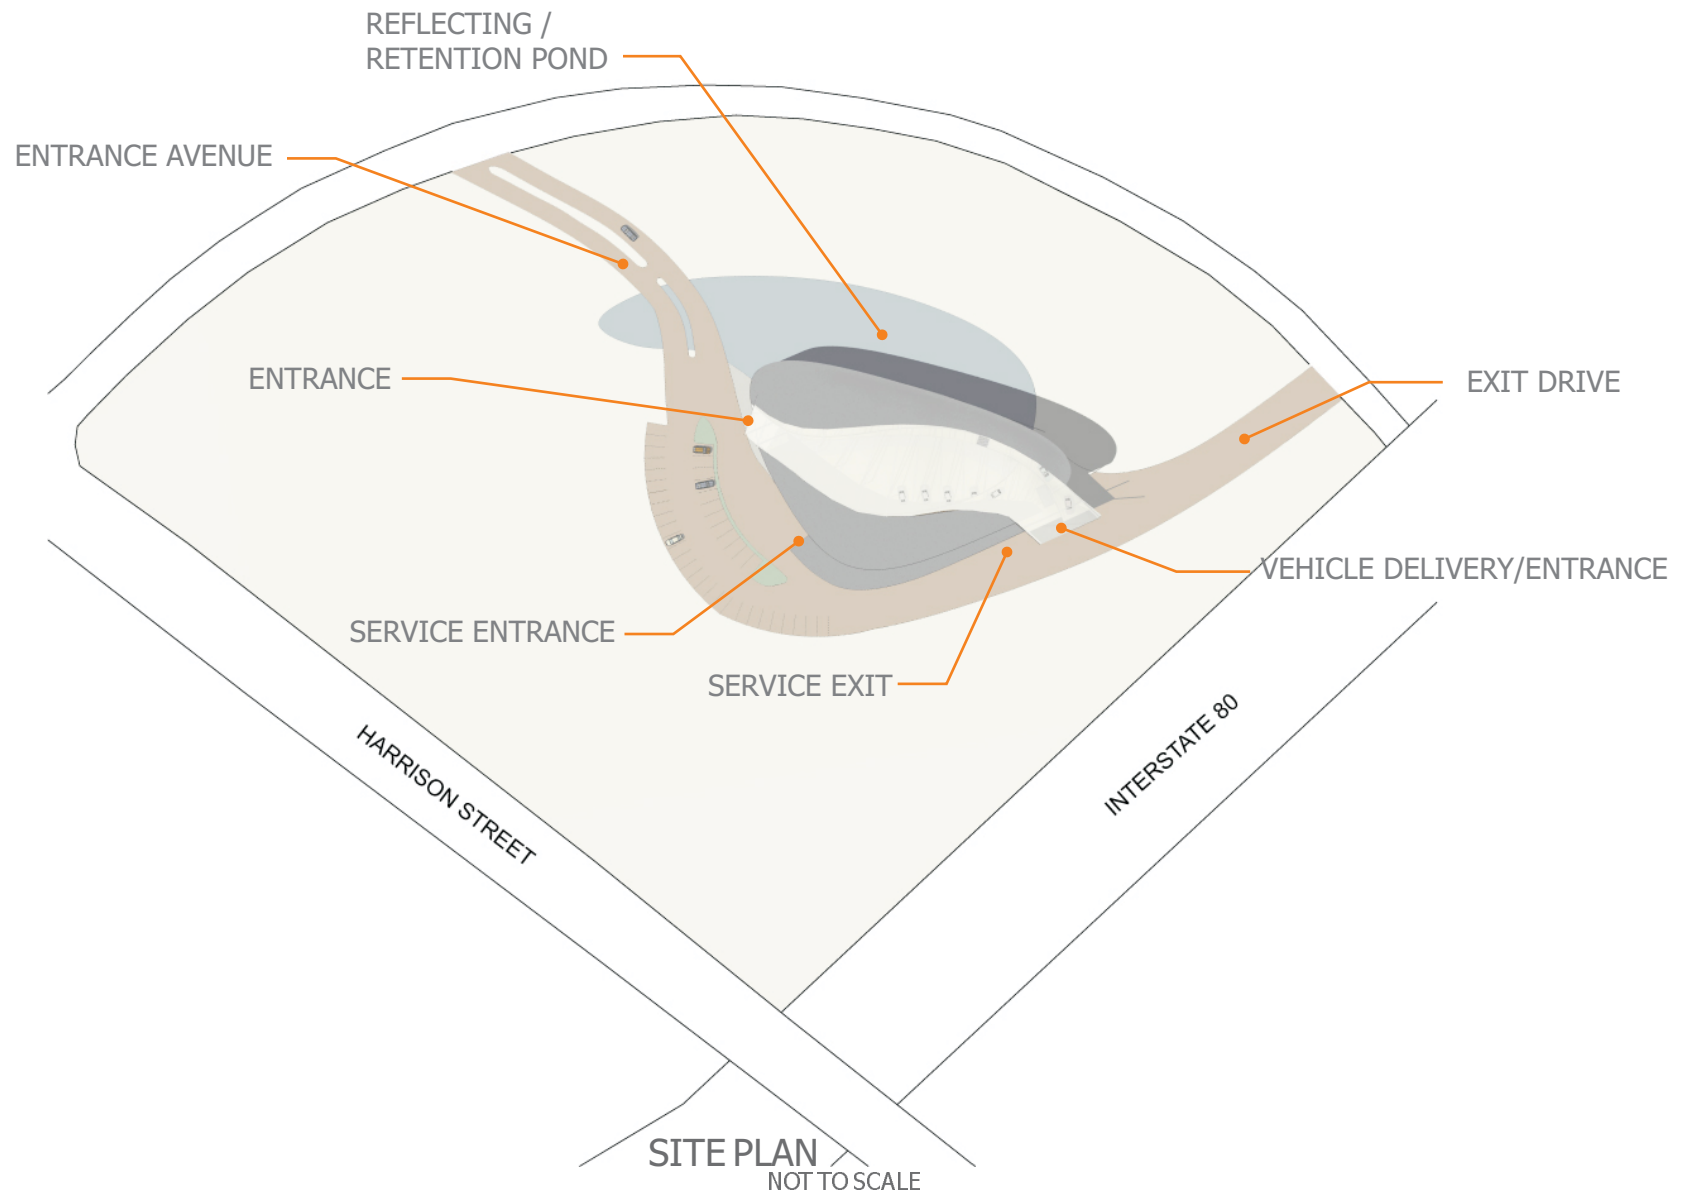 REFLECTING /
RETENTION POND
ENTRANCE AVENUE
ENTRANCE
EXIT DRIVE
VEHICLE DELIVERY/ENTRANCE
SERVICE ENTRANCE
SERVICE EXIT
HARRISON STREET
INTERSTATE 80
SITE PLAN
NOT TO SCALE